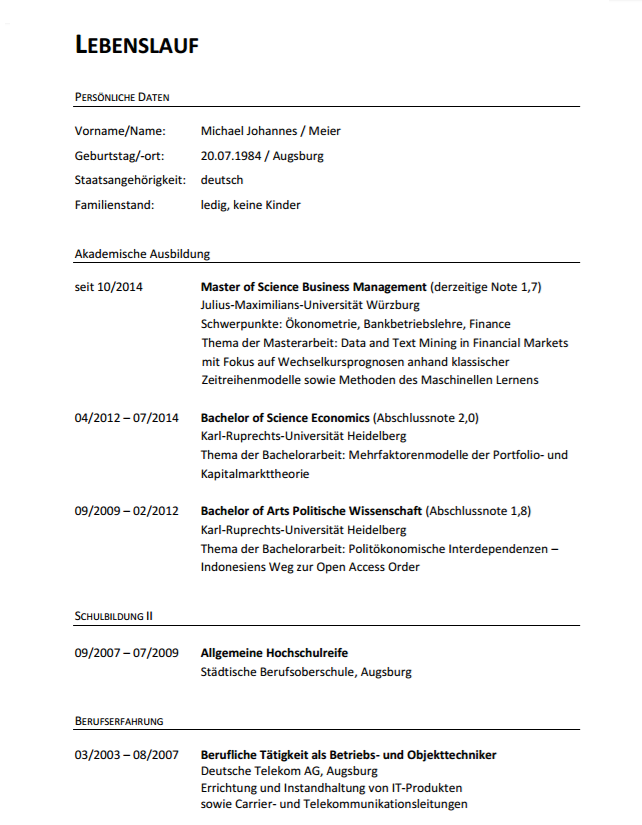 LEBENSLAUF
PERSÖNLICHE DATEN
Vorname/Name: Michael Johannes / Meier
Geburtstag/-ort: 20.07.1984 / Augsburg
Staatsangehörigkeit: deutsch
Familienstand: ledig, keine Kinder
Akademische Ausbildung
seit 10/2014 Master of Science Business Management (derzeitige Note 1,7)
Julius-Maximilians-Universität Würzburg
Schwerpunkte: Ökonometrie, Bankbetriebslehre, Finance
Thema der Masterarbeit: Data and Text Mining in Financial Markets
mit Fokus auf Wechselkursprognosen anhand klassischer
Zeitreihenmodelle sowie Methoden des Maschinellen Lernens
04/2012 – 07/2014 Bachelor of Science Economics (Abschlussnote 2,0)
Karl-Ruprechts-Universität Heidelberg
Thema der Bachelorarbeit: Mehrfaktorenmodelle der Portfolio- und
Kapitalmarkttheorie
09/2009 – 02/2012 Bachelor of Arts Politische Wissenschaft (Abschlussnote 1,8)
Karl-Ruprechts-Universität Heidelberg
Thema der Bachelorarbeit: Politökonomische Interdependenzen –
Indonesiens Weg zur Open Access Order
SCHULBILDUNG II
09/2007 – 07/2009 Allgemeine Hochschulreife
Städtische Berufsoberschule, Augsburg
BERUFSERFAHRUNG
03/2003 – 08/2007 Berufliche Tätigkeit als Betriebs- und Objekttechniker
Deutsche Telekom AG, Augsburg
Errichtung und Instandhaltung von IT-Produkten
sowie Carrier- und Telekommunikationsleitungen